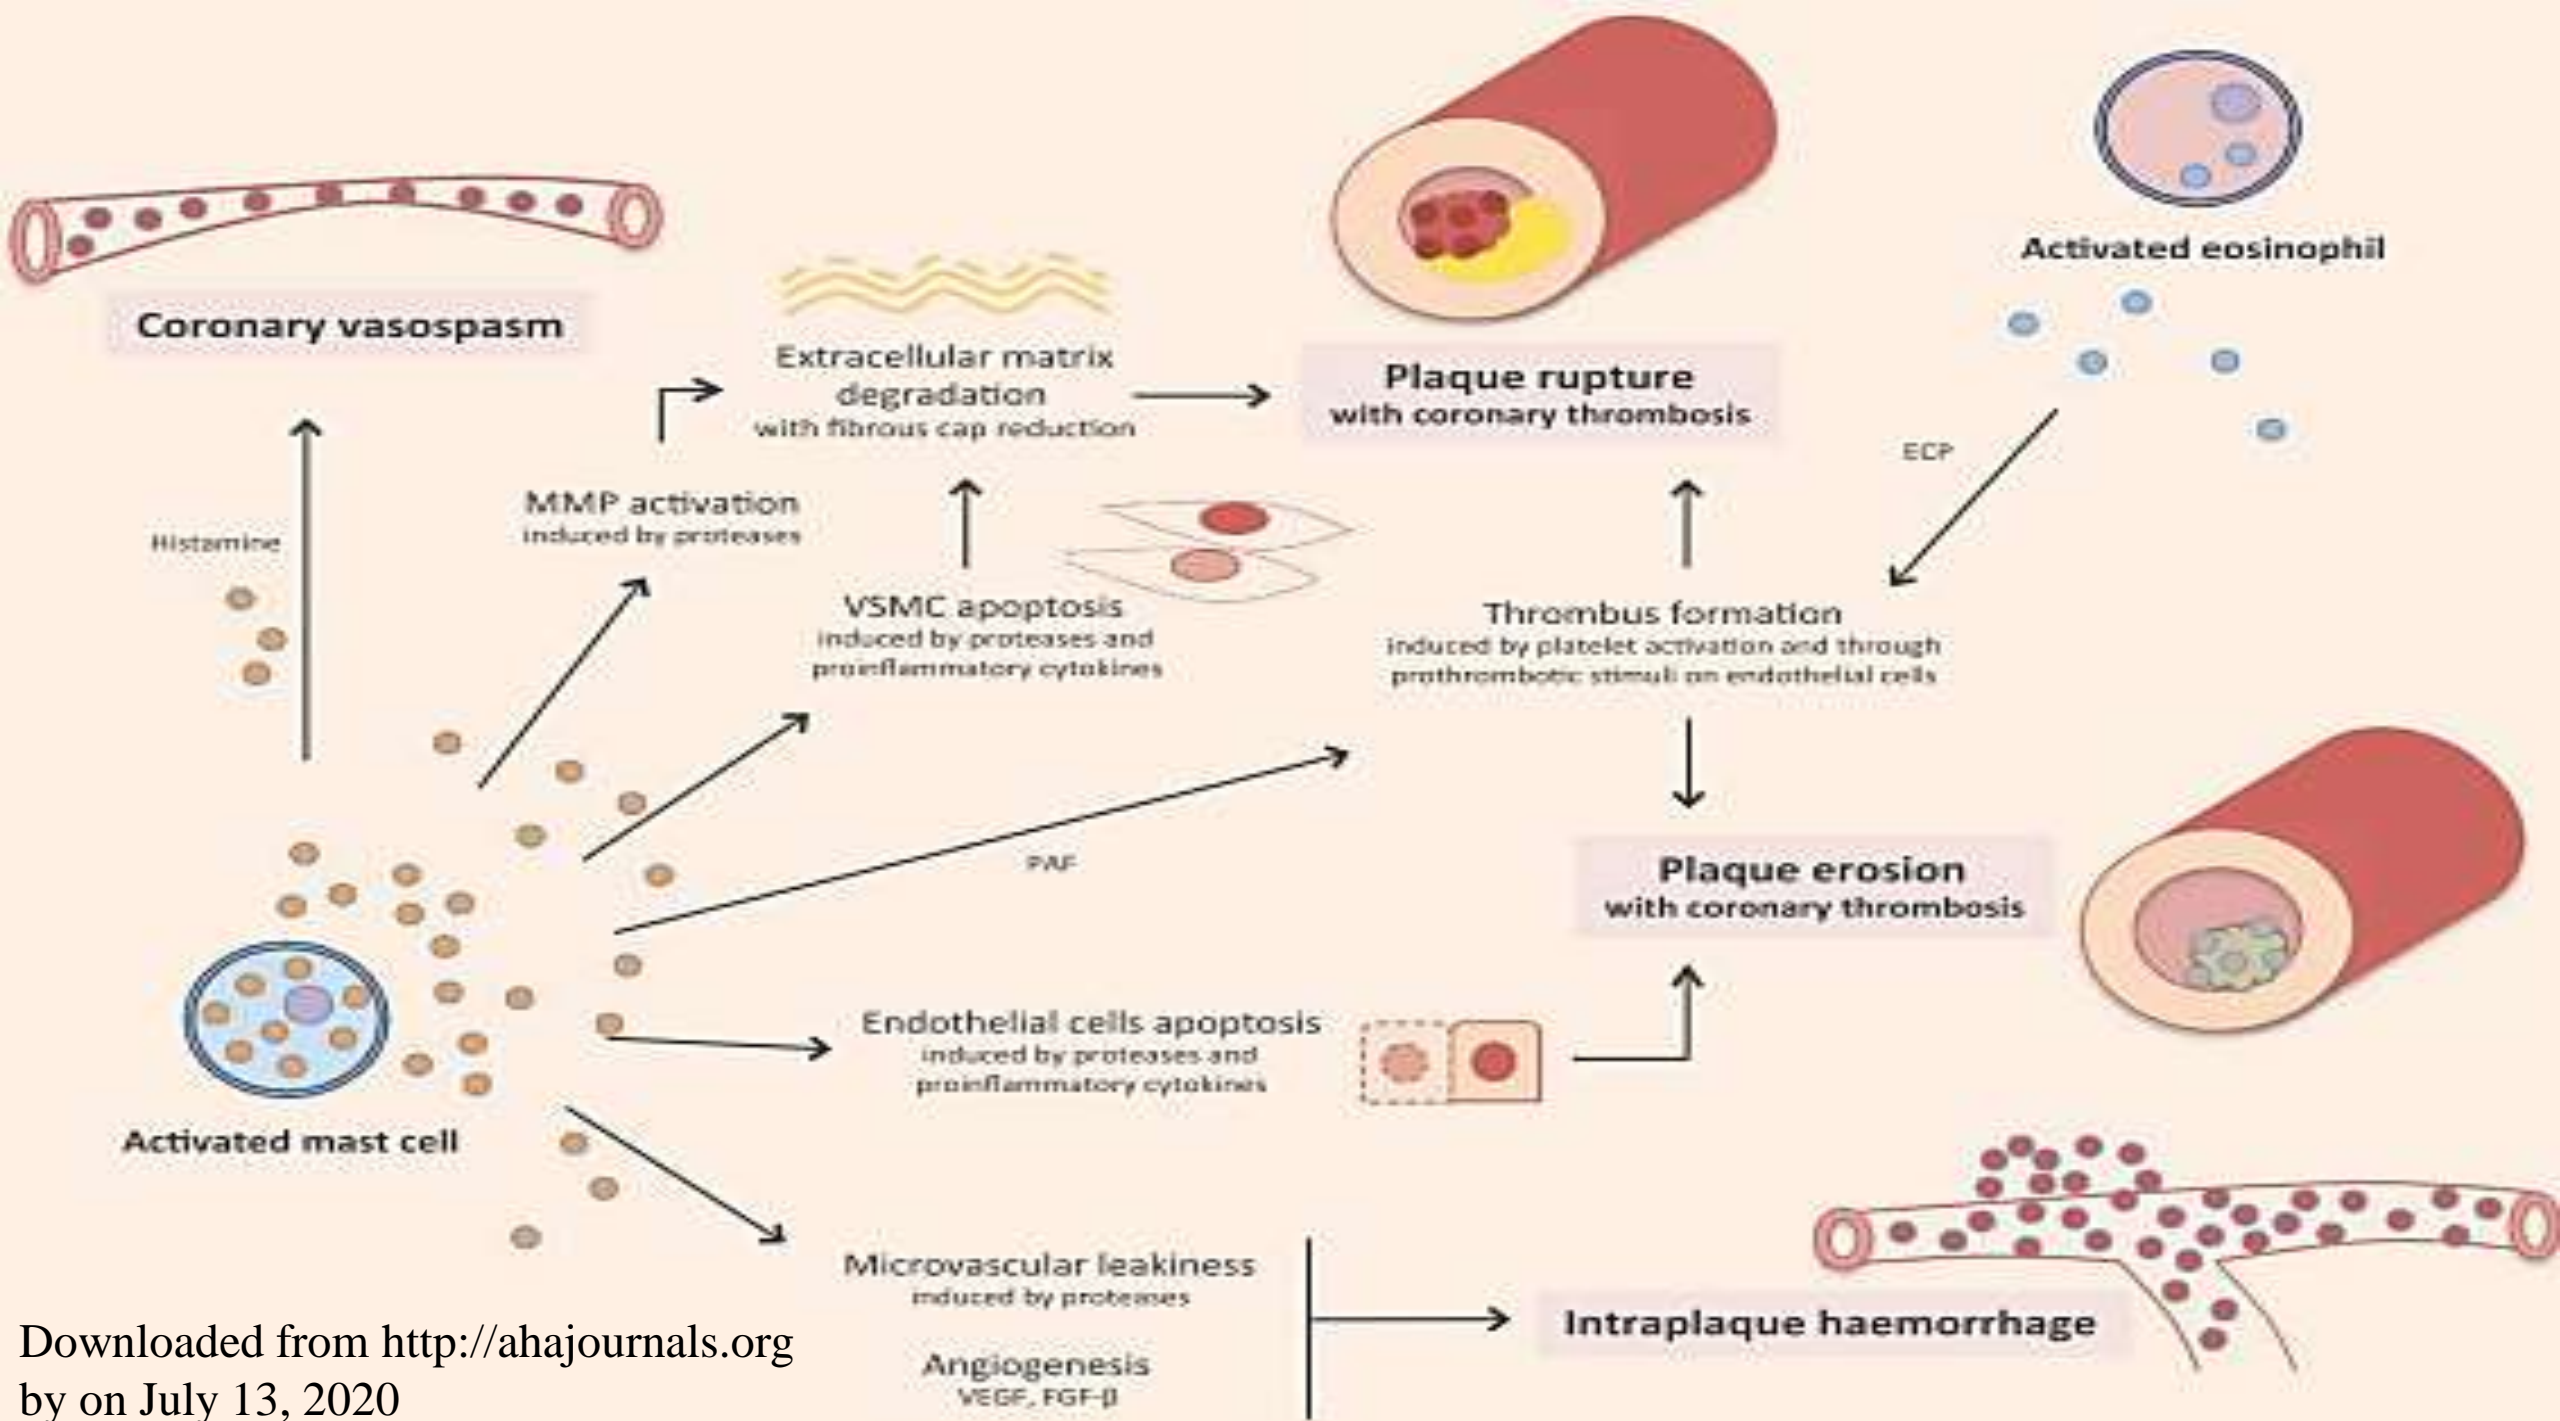 Coronary vasospasm
Activated eosinophil
Extracellular matrix
degradation
with fibrous cap reduction
Plaque rupture
with coronary thrombosis
ECP
Histamine
MMP activation
induced by proteases
VSMC apoptosis
induced by proteases and
proinflammatory cytokines
Thrombus formation
induced by platelet activation and through
prothrombotic stimuli on endothelial cells
PAF
Plaque erosion
with coronary thrombosis
Endothelial cells apoptosis
induced by proteases and
proinflammatory cytokines
Activated mast cell
Microvascular leakiness
induced by proteases
Intraplaque haemorrhage
Angiogenesis
VEGF, FGF-β
Downloaded from http://ahajournals.org
by on July 13, 2020